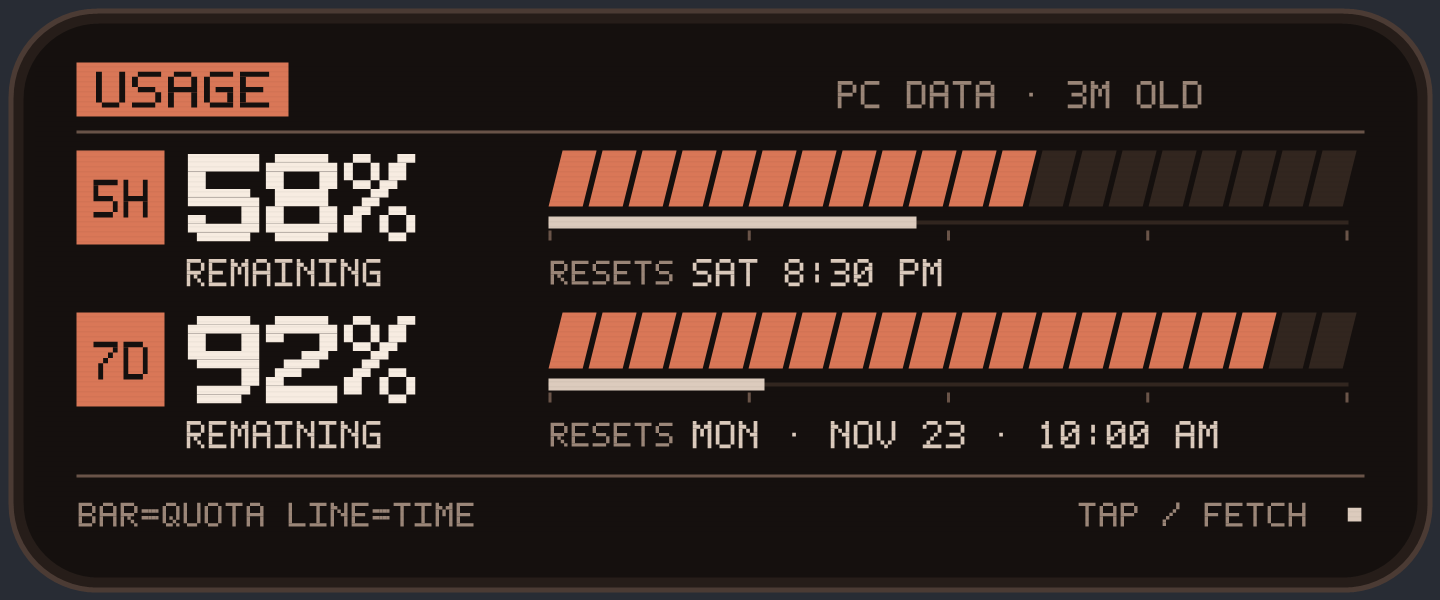 USAGE
PC DATA · 3M OLD
5H
58%
REMAINING
RESETS SAT 8:30 PM
7D
92%
REMAINING
RESETS MON · NOV 23 · 10:00 AM
BAR=QUOTA LINE=TIME
TAP / FETCH